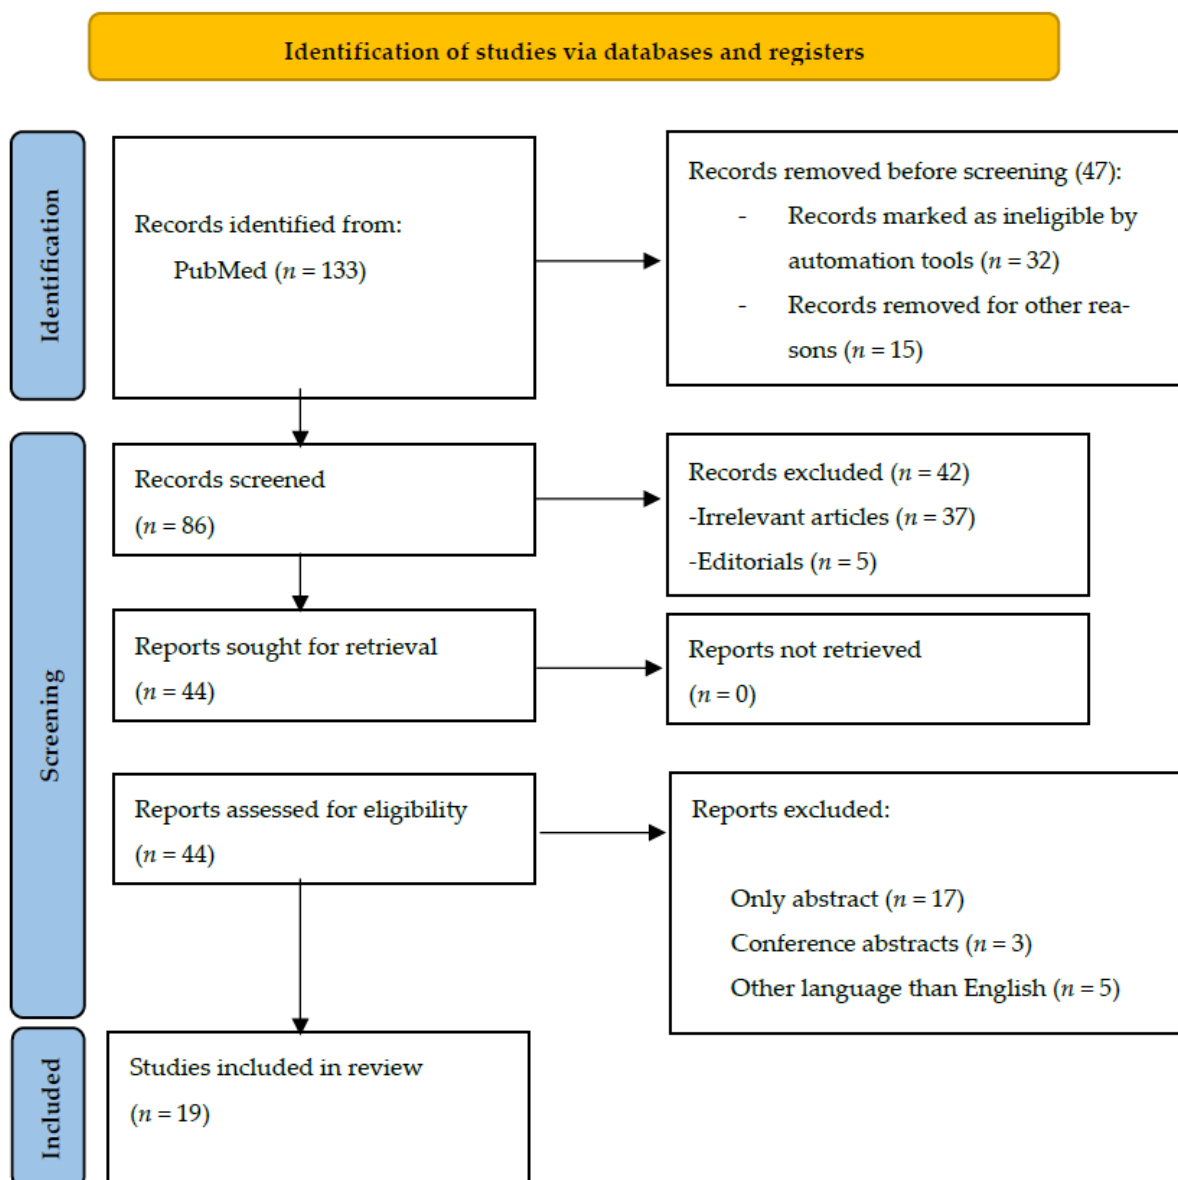 Identification of studies via databases and registers
Identification
Records identified from:
PubMed (n = 133)
Records removed before screening (47):
- Records marked as ineligible by
automation tools (n = 32)
- Records removed for other rea-
sons (n = 15)
Screening
Records screened
(n = 86)
Records excluded (n = 42)
-Irrelevant articles (n = 37)
-Editorials (n = 5)
Reports sought for retrieval
(n = 44)
Reports not retrieved
(n = 0)
Reports assessed for eligibility
(n = 44)
Reports excluded:
Only abstract (n = 17)
Conference abstracts (n = 3)
Other language than English (n = 5)
Included
Studies included in review
(n = 19)